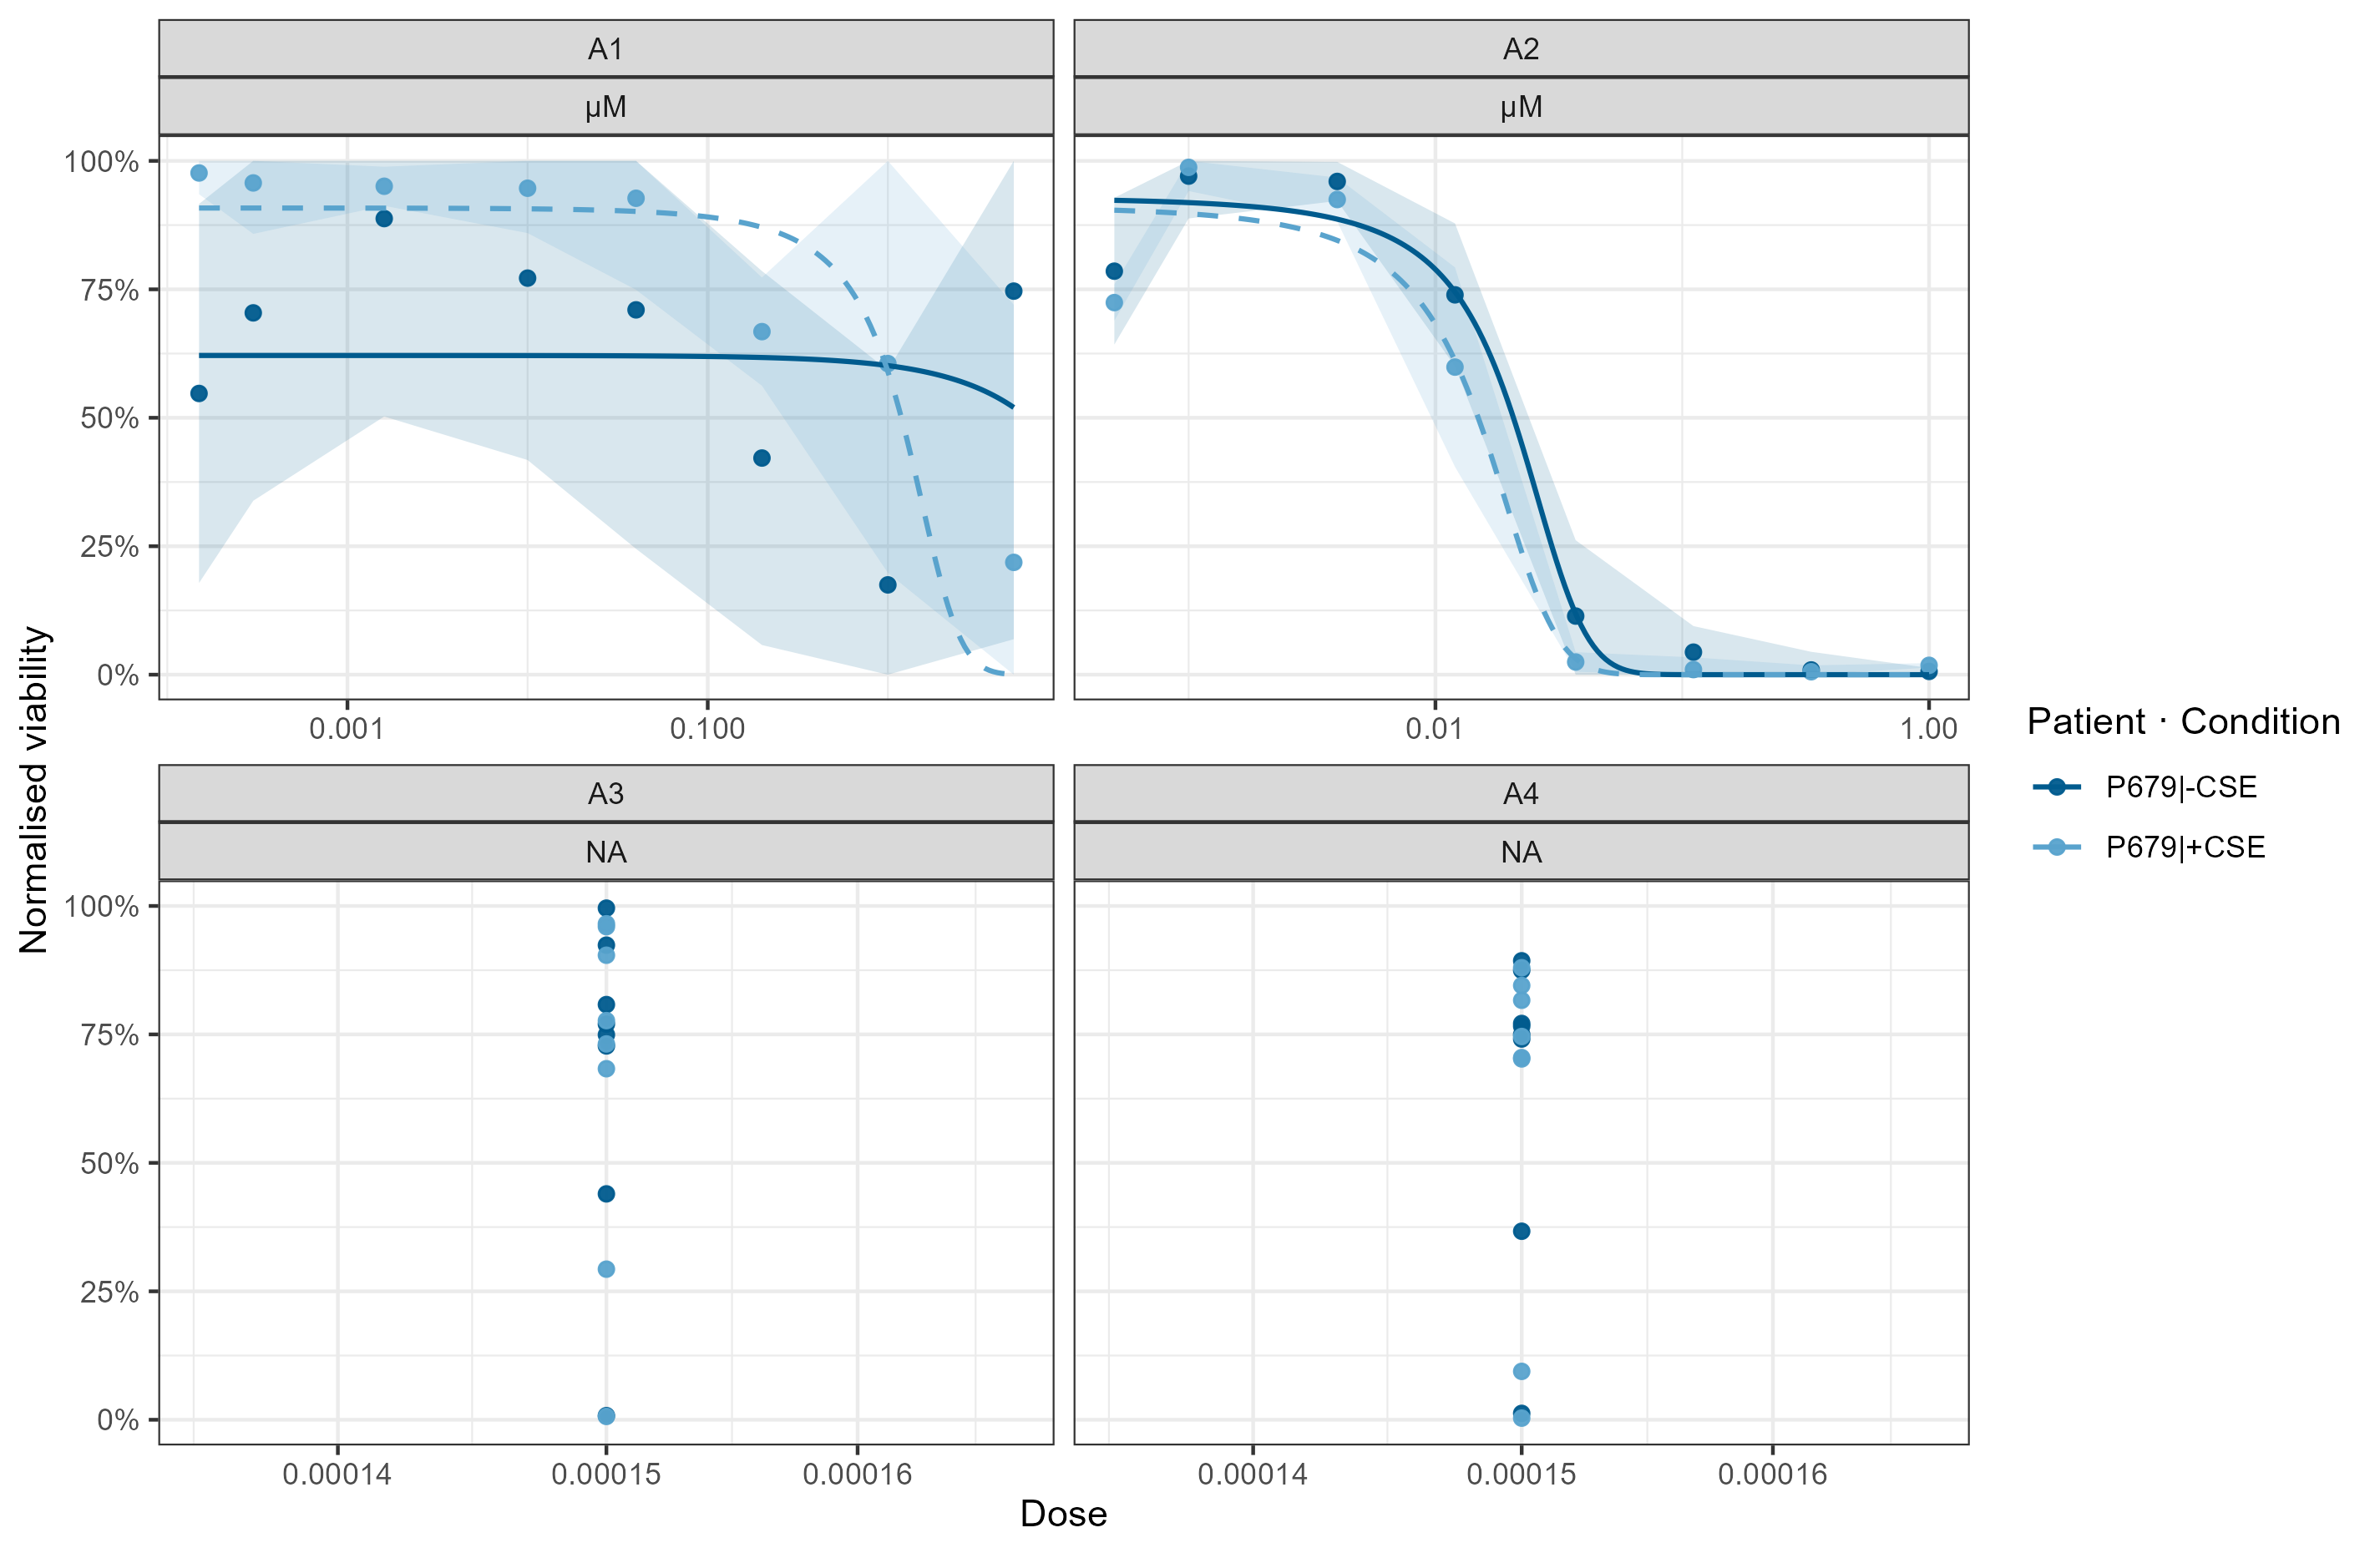 A1
A2
µM
µM
100%
75%
50%
25%
0%
0.001
0.100
0.01
1.00
Normalised viability
A3
A4
NA
NA
100%
75%
50%
25%
0%
0.00014
0.00015
0.00016
0.00014
0.00015
0.00016
Dose
Patient · Condition
P679|-CSE
P679|+CSE